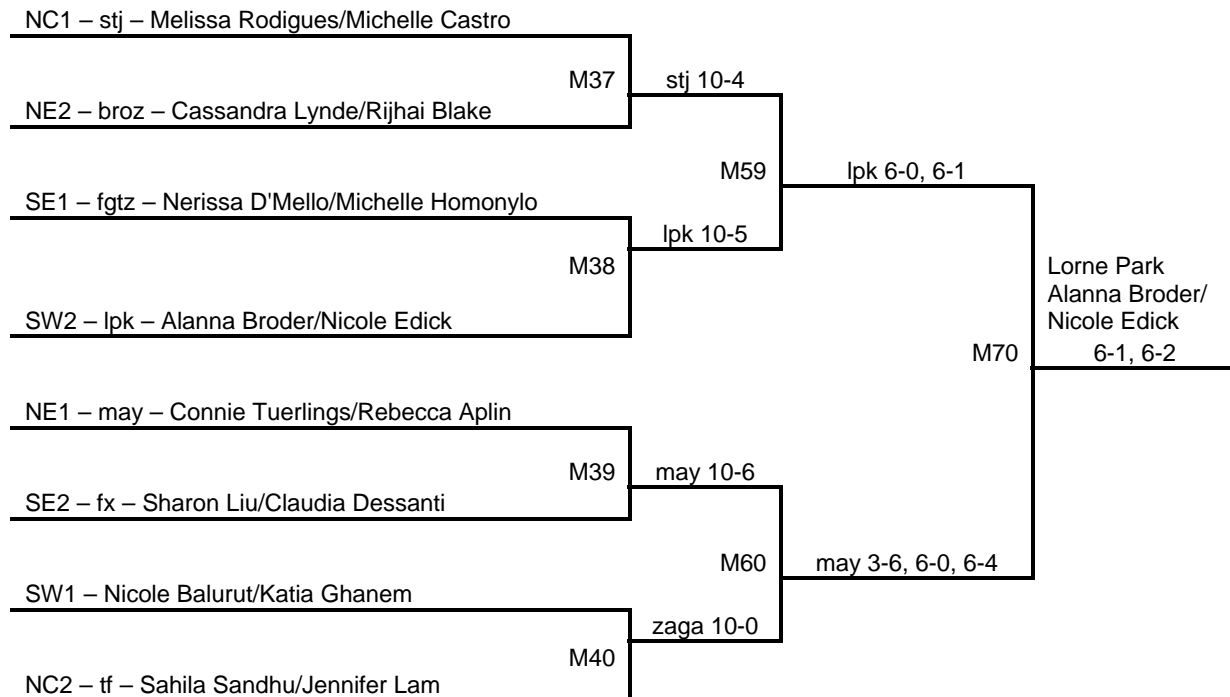 NC1 – stj – Melissa Rodigues/Michelle Castro
M37
stj 10-4
NE2 – broz – Cassandra Lynde/Rijhai Blake
M59
lpk 6-0, 6-1
SE1 – fgtz – Nerissa D'Mello/Michelle Homonylo
lpk 10-5
M38
SW2 – lpk – Alanna Broder/Nicole Edick
Lorne Park
Alanna Broder/
Nicole Edick
M70
6-1, 6-2
NE1 – may – Connie Tuerlings/Rebecca Aplin
M39
may 10-6
SE2 – fx – Sharon Liu/Claudia Dessanti
M60
may 3-6, 6-0, 6-4
SW1 – Nicole Balurut/Katia Ghanem
zaga 10-0
M40
NC2 – tf – Sahila Sandhu/Jennifer Lam